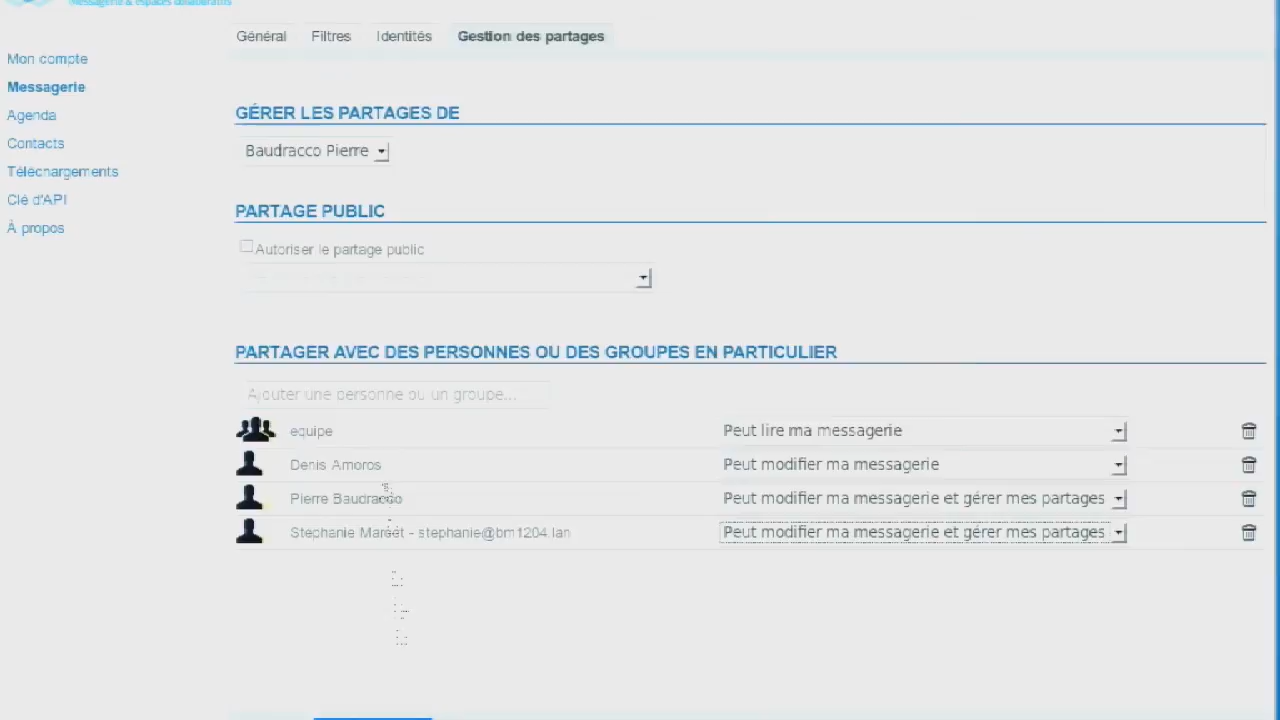 Messagerie & espaces collaboratifs
Général Filtres Identités Gestion des partages
Mon compte
Messagerie
Agenda
Contacts
Téléchargements
Clé d'API
À propos
GÉRER LES PARTAGES DE
Baudracco Pierre
PARTAGE PUBLIC
Autoriser le partage public
PARTAGER AVEC DES PERSONNES OU DES GROUPES EN PARTICULIER
Ajouter une personne ou un groupe...
equipe Peut lire ma messagerie
Denis Amoros Peut modifier ma messagerie
Pierre Baudracco Peut modifier ma messagerie et gérer mes partages
Stephanie - stephanie@bm1204.lan Peut modifier ma messagerie et gérer mes partages